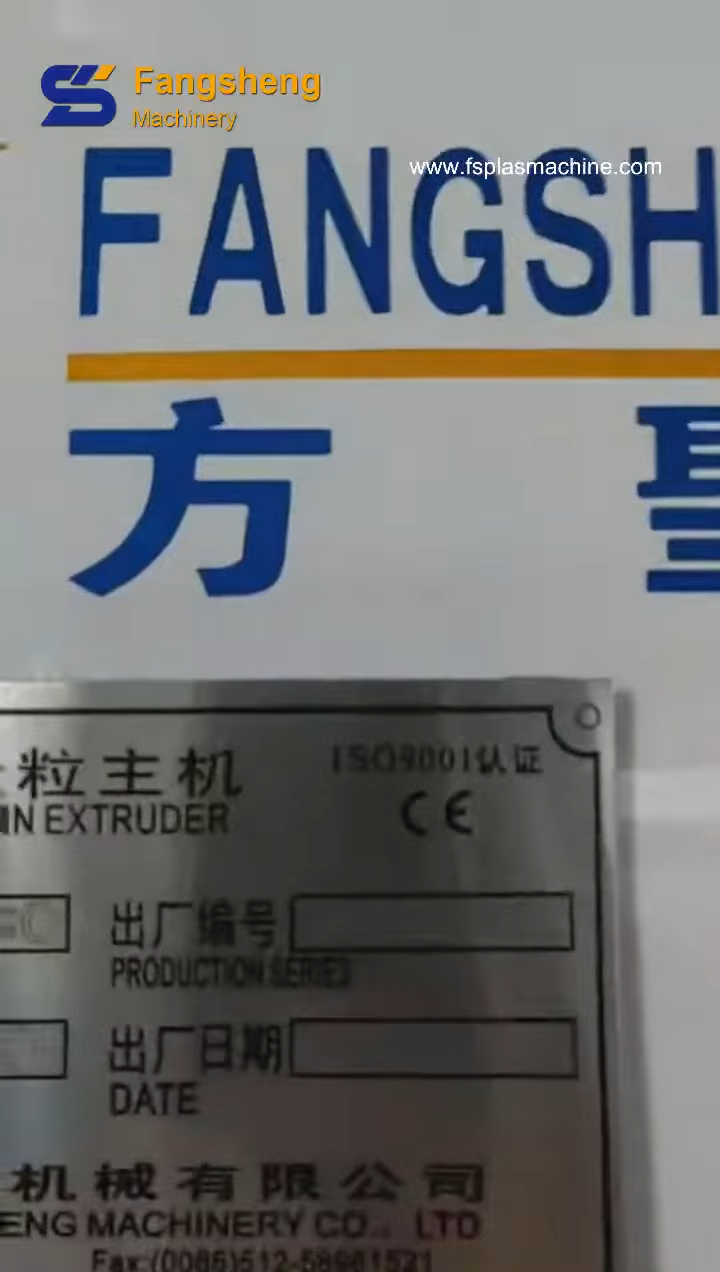 Fangsheng
Machinery
www.fsplasmachine.com
FANGSH
方
粒主机
IN EXTRUDER
ISO9001认证
CE
出厂编号
PRODUCTION SERIES
出厂日期
DATE
机械有限公司
ENG MACHINERY CO., LTD
Fax:(0086)512-58961521